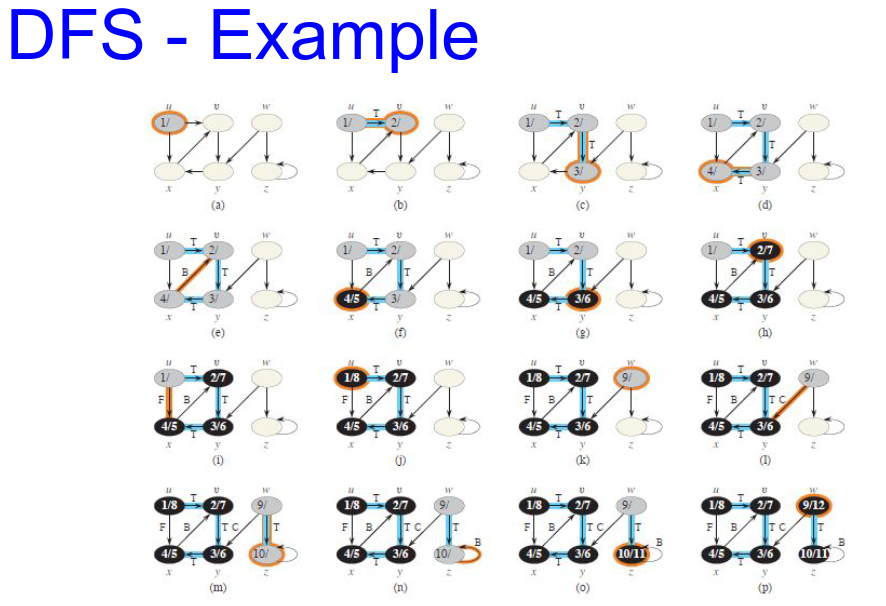 DFS - Example
u v w u v w u v w u v w
1/ 1/ T 2/ 1/ T 2/ 1/ T 2/
T T
3/ 4/ T 3/
x y z x y z x y z x y z
(a) (b) (c) (d)
u v w u v w u v w u v w
1/ T 2/ 1/ T 2/ 1/ T 2/ 1/ T 2/7
B T B T B T B T
4/ T 3/ 4/5 T 3/ 4/5 T 3/6 4/5 T 3/6
x y z x y z x y z x y z
(e) (f) (g) (h)
u v w u v w u v w u v w
1/ T 2/7 1/8 T 2/7 1/8 T 2/7 9/ 1/8 T 2/7 9/
F B T F B T F B T F B T C
4/5 T 3/6 4/5 T 3/6 4/5 T 3/6 4/5 T 3/6
x y z x y z x y z x y z
(i) (j) (k) (l)
u v w u v w u v w u v w
1/8 T 2/7 9/ 1/8 T 2/7 9/ 1/8 T 2/7 9/ 1/8 T 2/7 9/12
F B T C T F B T C T B F B T C T B F B T C T B
4/5 T 3/6 10/ 4/5 T 3/6 10/ 4/5 T 3/6 10/11 4/5 T 3/6 10/11
x y z x y z x y z x y z
(m) (n) (o) (p)